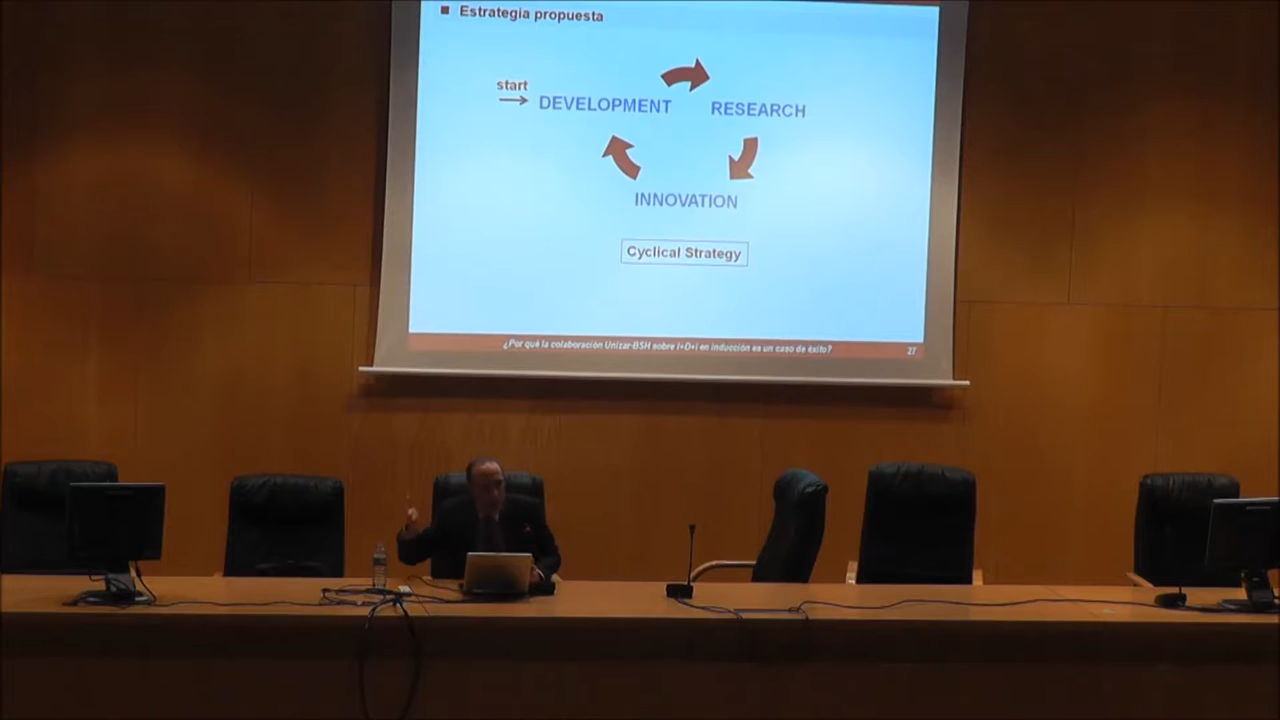 Estrategia propuesta
start
DEVELOPMENT
RESEARCH
INNOVATION
Cyclical Strategy
¿Por qué la colaboración Unizar-BSH sobre I+D+i en inducción es un caso de éxito?
27